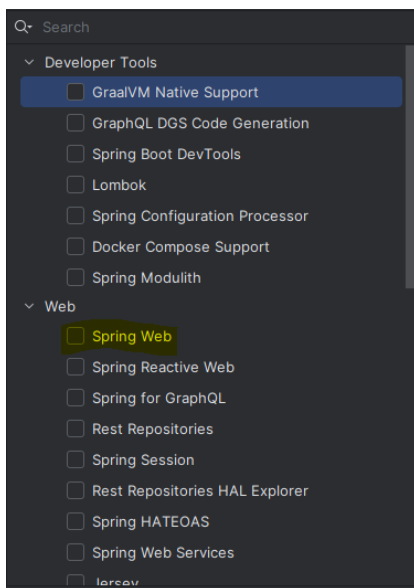 Search
Developer Tools
GraalVM Native Support
GraphQL DGS Code Generation
Spring Boot DevTools
Lombok
Spring Configuration Processor
Docker Compose Support
Spring Modulith
Web
Spring Web
Spring Reactive Web
Spring for GraphQL
Rest Repositories
Spring Session
Rest Repositories HAL Explorer
Spring HATEOAS
Spring Web Services
Jersey